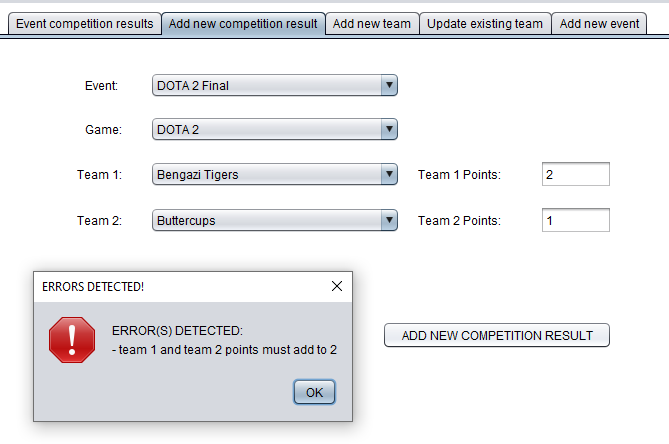 Event competition results
Add new competition result
Add new team
Update existing team
Add new event
Event:
DOTA 2 Final
Game:
DOTA 2
Team 1:
Bengazi Tigers
Team 1 Points:
2
Team 2:
Buttercups
Team 2 Points:
1
ERRORS DETECTED!
ERROR(S) DETECTED:
- team 1 and team 2 points must add to 2
OK
ADD NEW COMPETITION RESULT